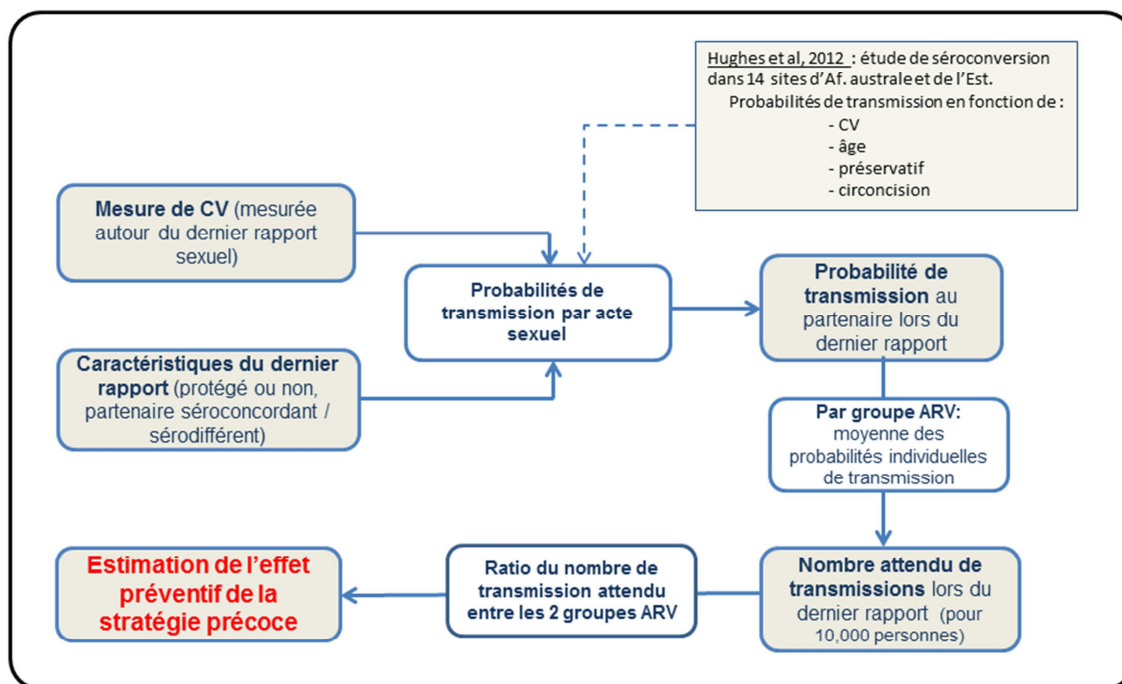 Hughes et al, 2012 : étude de séroconversion
dans 14 sites d'Af. australe et de l'Est.
Probabilités de transmission en fonction de :
- CV
- âge
- préservatif
- circoncision
Mesure de CV (mesurée
autour du dernier rapport
sexuel)
Probabilités de
transmission par acte
sexuel
Probabilité de
transmission au
partenaire lors du
dernier rapport
Caractéristiques du dernier
rapport (protégé ou non,
partenaire séroconcordant /
sérodifférent)
Par groupe ARV:
moyenne des
probabilités individuelles
de transmission
Estimation de l'effet
préventif de la
stratégie précoce
Ratio du nombre de
transmission attendu
entre les 2 groupes ARV
Nombre attendu de
transmissions lors du
dernier rapport (pour
10,000 personnes)